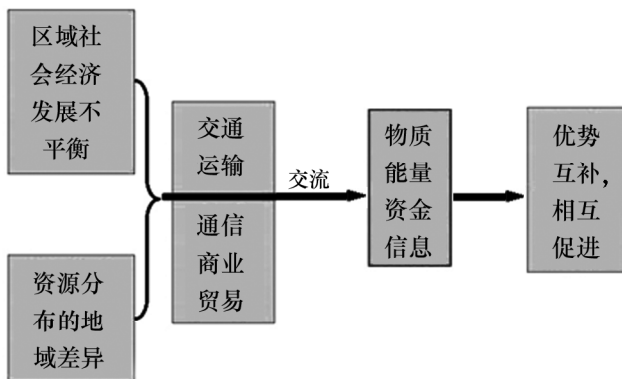 区域社
会经济
发展不
平衡
资源分
布的地
域差异
交通
运输
通信
商业
贸易
交流
物质
能量
资金
信息
优势
互补,
相互
促进